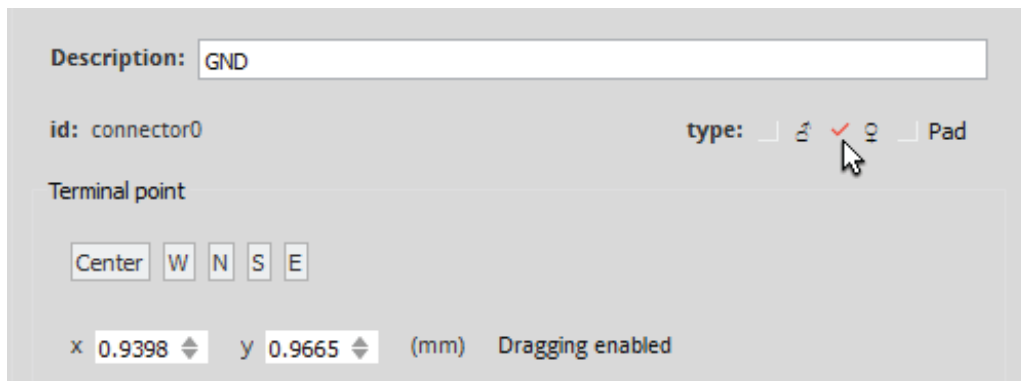 Description: GND
id: connector0 type: ♂ ♀ Pad
Terminal point
Center W N S E
x 0.9398 y 0.9665 (mm) Dragging enabled